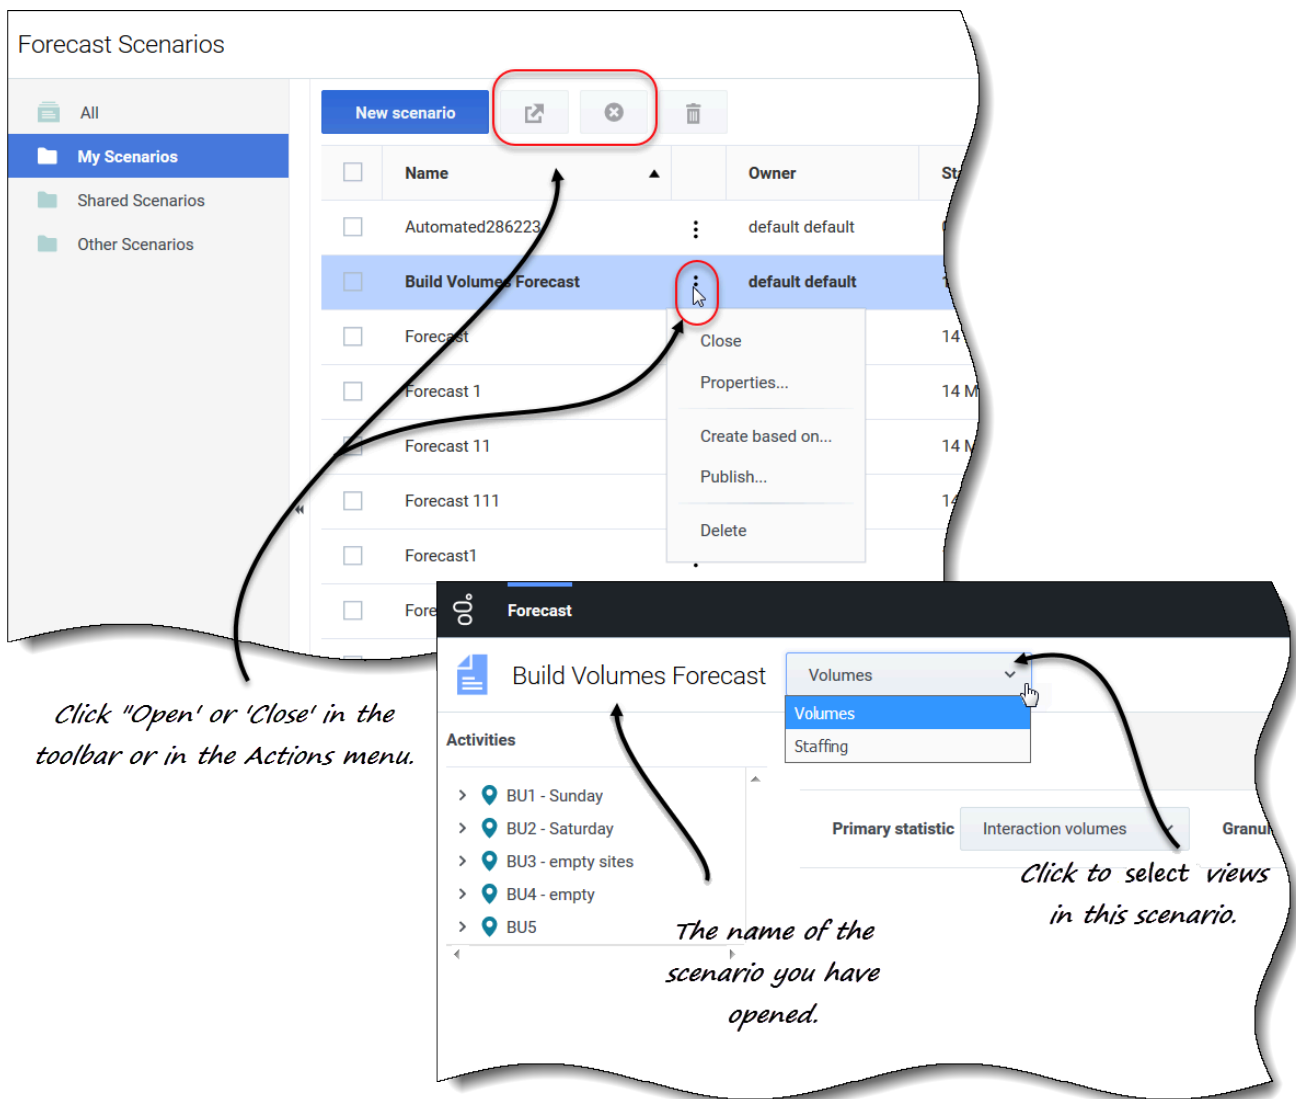 Forecast Scenarios
All
My Scenarios
Shared Scenarios
Other Scenarios
New scenario
Name Owner
Automated286223 default default
Build Volumes Forecast default default
Forecast 14
Forecast 1 14 M
Forecast 11 14
Forecast 111 14
Forecast1
Fore
Close
Properties...
Create based on...
Publish...
Delete
Click "Open' or 'Close' in the
toolbar or in the Actions menu.
Forecast
Build Volumes Forecast Volumes
Volumes
Staffing
Activities
BU1 - Sunday
BU2 - Saturday
BU3 - empty sites
BU4 - empty
BU5
Primary statistic Interaction volumes Granul
Click to select views
in this scenario.
The name of the
scenario you have
opened.